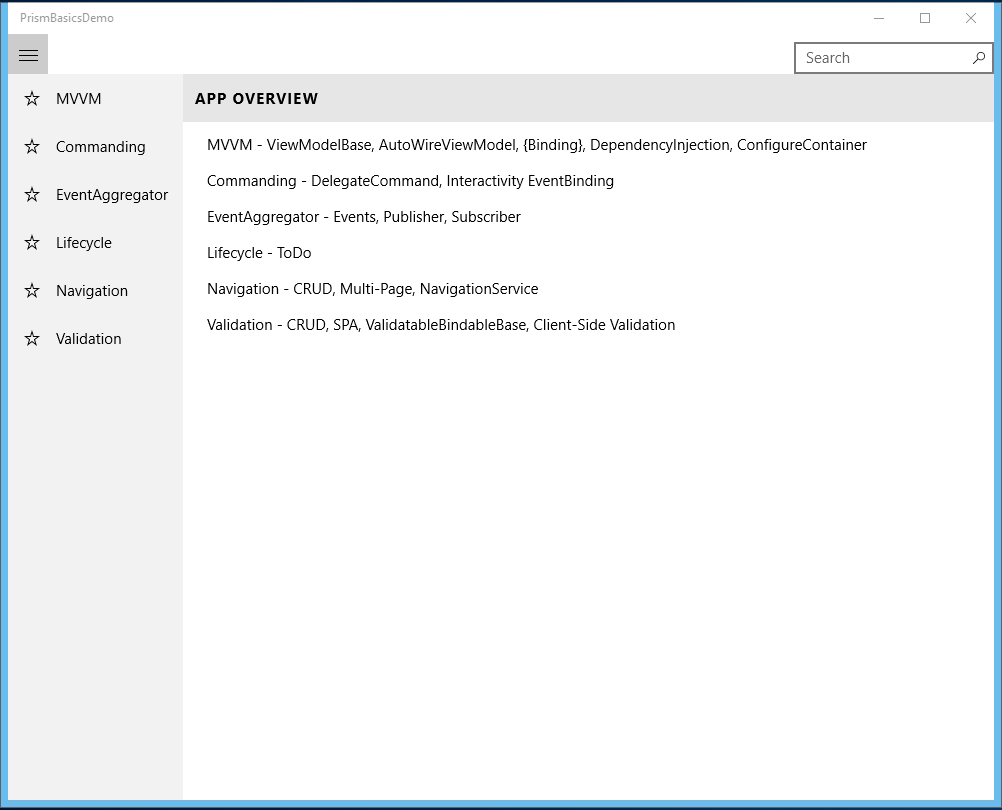 PrismBasicsDemo
Search
MVVM
Commanding
EventAggregator
Lifecycle
Navigation
Validation
APP OVERVIEW
MVVM - ViewModelBase, AutoWireViewModel, {Binding}, DependencyInjection, ConfigureContainer
Commanding - DelegateCommand, Interactivity EventBinding
EventAggregator - Events, Publisher, Subscriber
Lifecycle - ToDo
Navigation - CRUD, Multi-Page, NavigationService
Validation - CRUD, SPA, ValidatableBindableBase, Client-Side Validation